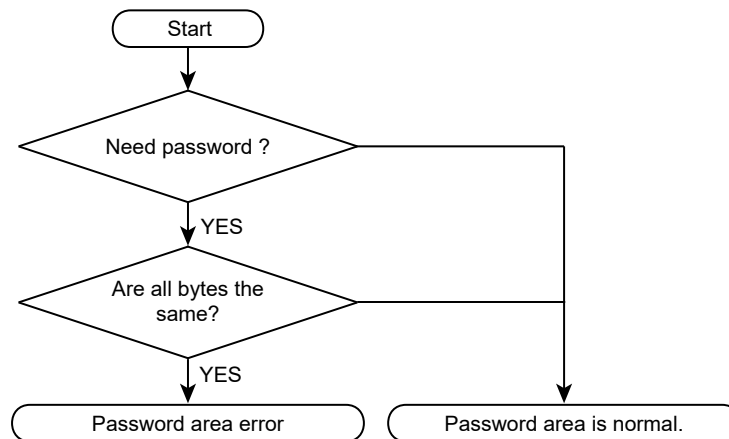 Start
Need password ?
YES
Are all bytes the
same?
YES
Password area error
Password area is normal.